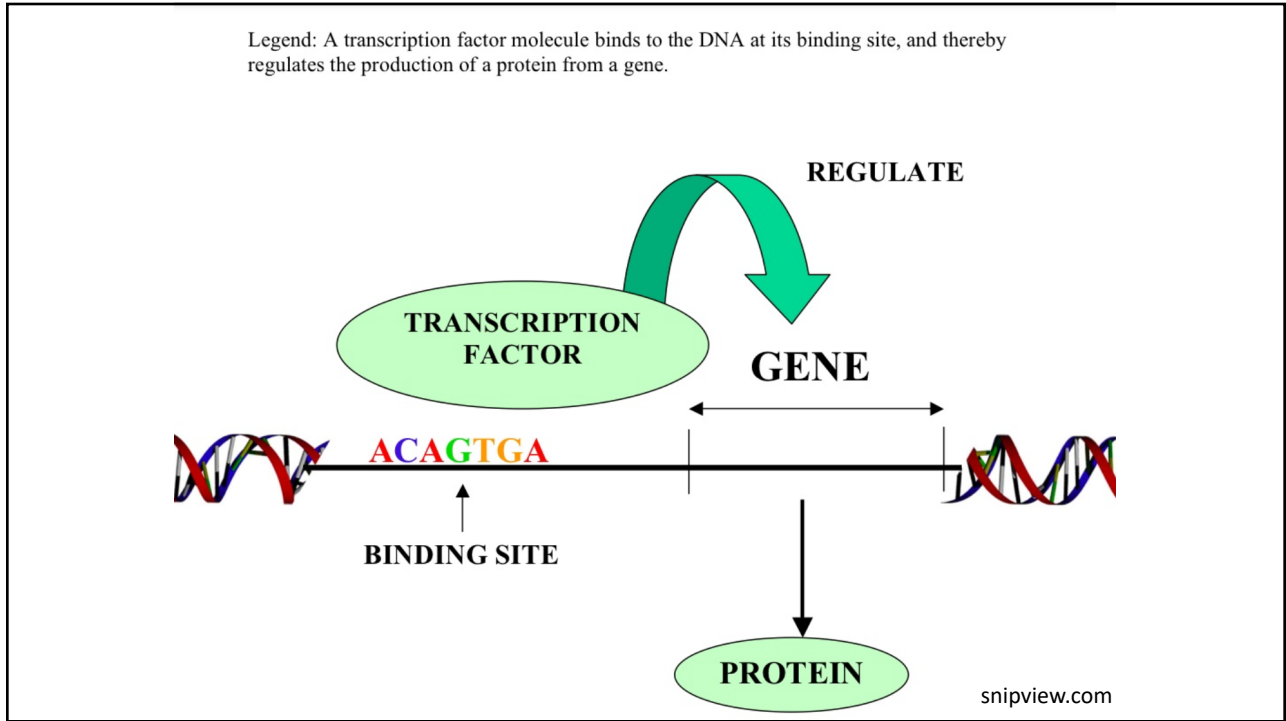 Legend: A transcription factor molecule binds to the DNA at its binding site, and thereby
regulates the production of a protein from a gene.
REGULATE
TRANSCRIPTION
FACTOR
GENE
ACAGTGA
BINDING SITE
PROTEIN
snipview.com